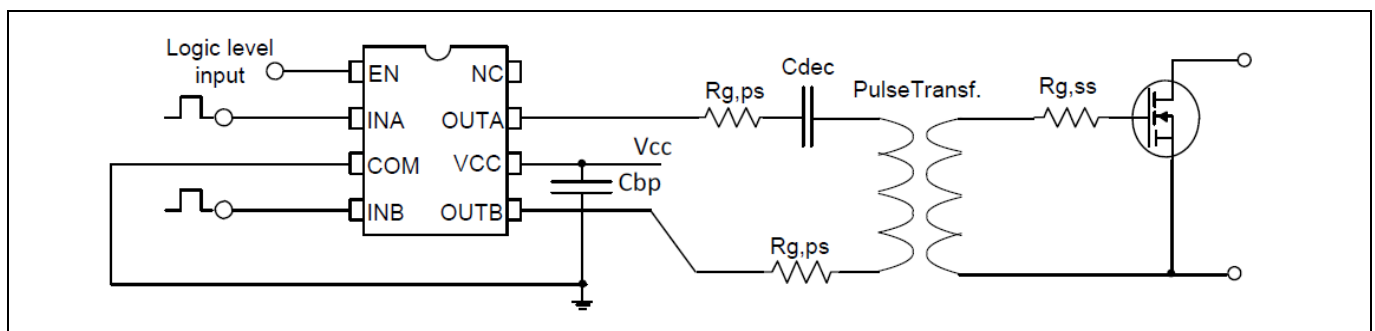 Logic level
input
EN
NC
INA
OUTA
COM
VCC
INB
OUTB
Rg,ps
Cdec
PulseTransf.
Rg,ss
Vcc
Cbp
Rg,ps